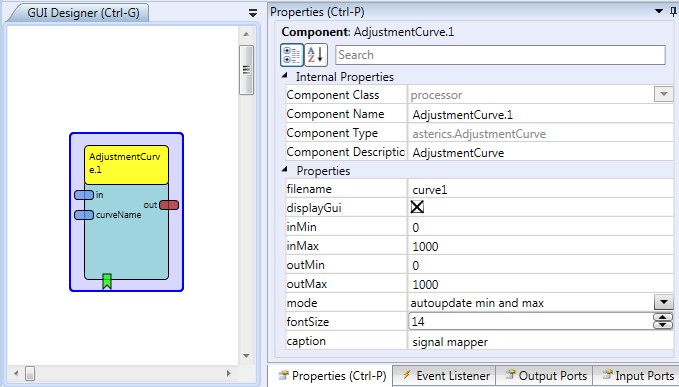 GUI Designer (Ctrl-G)
AdjustmentCurv
e.1
in
out
curveName
Properties (Ctrl-P)
Component: AdjustmentCurve.1
A
Z
Search
Internal Properties
Component Class processor
Component Name AdjustmentCurve.1
Component Type asterics.AdjustmentCurve
Component Descriptio AdjustmentCurve
Properties
filename curve1
displayGui
inMin 0
inMax 1000
outMin 0
outMax 1000
mode autoupdate min and max
fontSize 14
caption signal mapper
Properties (Ctrl-P) Event Listener Output Ports Input Ports